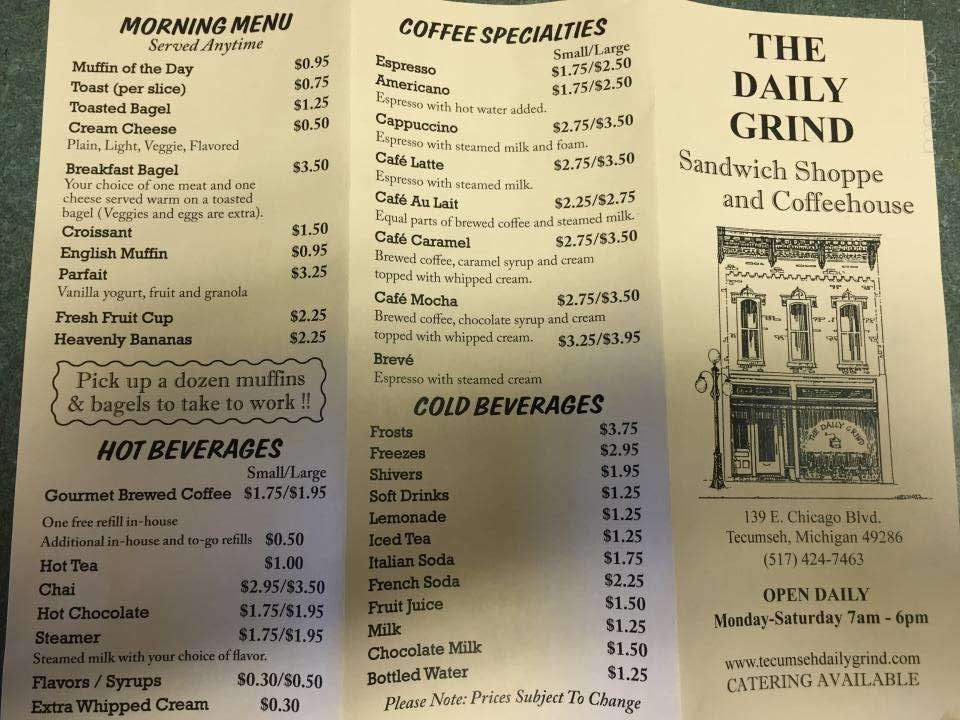 MORNING MENU
Served Anytime
Muffin of the Day $0.95
Toast (per slice) $0.75
Toasted Bagel $1.25
Cream Cheese $0.50
Plain, Light, Veggie, Flavored
Breakfast Bagel $3.50
Your choice of one meat and one
cheese served warm on a toasted
bagel (Veggies and eggs are extra).
Croissant $1.50
English Muffin $0.95
Parfait $3.25
Vanilla yogurt, fruit and granola
Fresh Fruit Cup $2.25
Heavenly Bananas $2.25
Pick up a dozen muffins
& bagels to take to work !!
HOT BEVERAGES
Small/Large
Gourmet Brewed Coffee $1.75/$1.95
One free refill in-house
Additional in-house and to-go refills $0.50
Hot Tea $1.00
Chai $2.95/$3.50
Hot Chocolate $1.75/$1.95
Steamer $1.75/$1.95
Steamed milk with your choice of flavor.
Flavors / Syrups $0.30/$0.50
Extra Whipped Cream $0.30
COFFEE SPECIALTIES
Small/Large
Espresso $1.75/$2.50
Americano $1.75/$2.50
Espresso with hot water added.
Cappuccino $2.75/$3.50
Espresso with steamed milk and foam.
Café Latte $2.75/$3.50
Espresso with steamed milk.
Café Au Lait $2.25/$2.75
Equal parts of brewed coffee and steamed milk.
Café Caramel $2.75/$3.50
Brewed coffee, caramel syrup and cream
topped with whipped cream.
Café Mocha $2.75/$3.50
Brewed coffee, chocolate syrup and cream
topped with whipped cream. $3.25/$3.95
Brevé
Espresso with steamed cream
COLD BEVERAGES
Frosts $3.75
Freezes $2.95
Shivers $1.95
Soft Drinks $1.25
Lemonade $1.25
Iced Tea $1.25
Italian Soda $1.75
French Soda $2.25
Fruit Juice $1.50
Milk $1.25
Chocolate Milk $1.50
Bottled Water $1.25
Please Note: Prices Subject To Change
THE
DAILY
GRIND
Sandwich Shoppe
and Coffeehouse
THE DAILY GRIND
139 E. Chicago Blvd.
Tecumseh, Michigan 49286
(517) 424-7463
OPEN DAILY
Monday-Saturday 7am - 6pm
www.tecumsehdailygrind.com
CATERING AVAILABLE